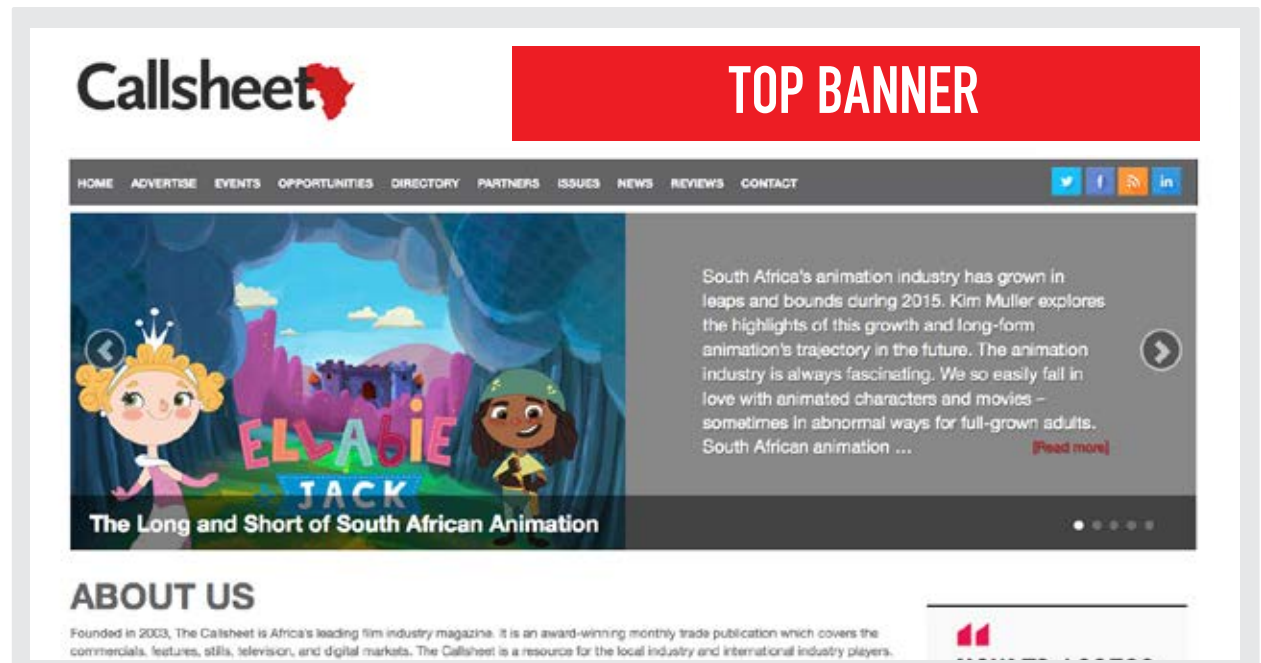 Callsheet
TOP BANNER
HOME ADVERTISE EVENTS OPPORTUNITIES DIRECTORY PARTNERS ISSUES NEWS REVIEWS CONTACT
f in
South Africa's animation industry has grown in
leaps and bounds during 2015. Kim Muller explores
the highlights of this growth and long-form
animation's trajectory in the future. The animation
industry is always fascinating. We so easily fall in
love with animated characters and movies –
sometimes in abnormal ways for full-grown adults.
South African animation ... [Read more]
ELLAbiE
JACK
The Long and Short of South African Animation
ABOUT US
Founded in 2003, The Callsheet is Africa's leading film industry magazine. It is an award-winning monthly trade publication which covers the
commercials, features, stills, television, and digital markets. The Callsheet is a resource for the local industry and international industry players.